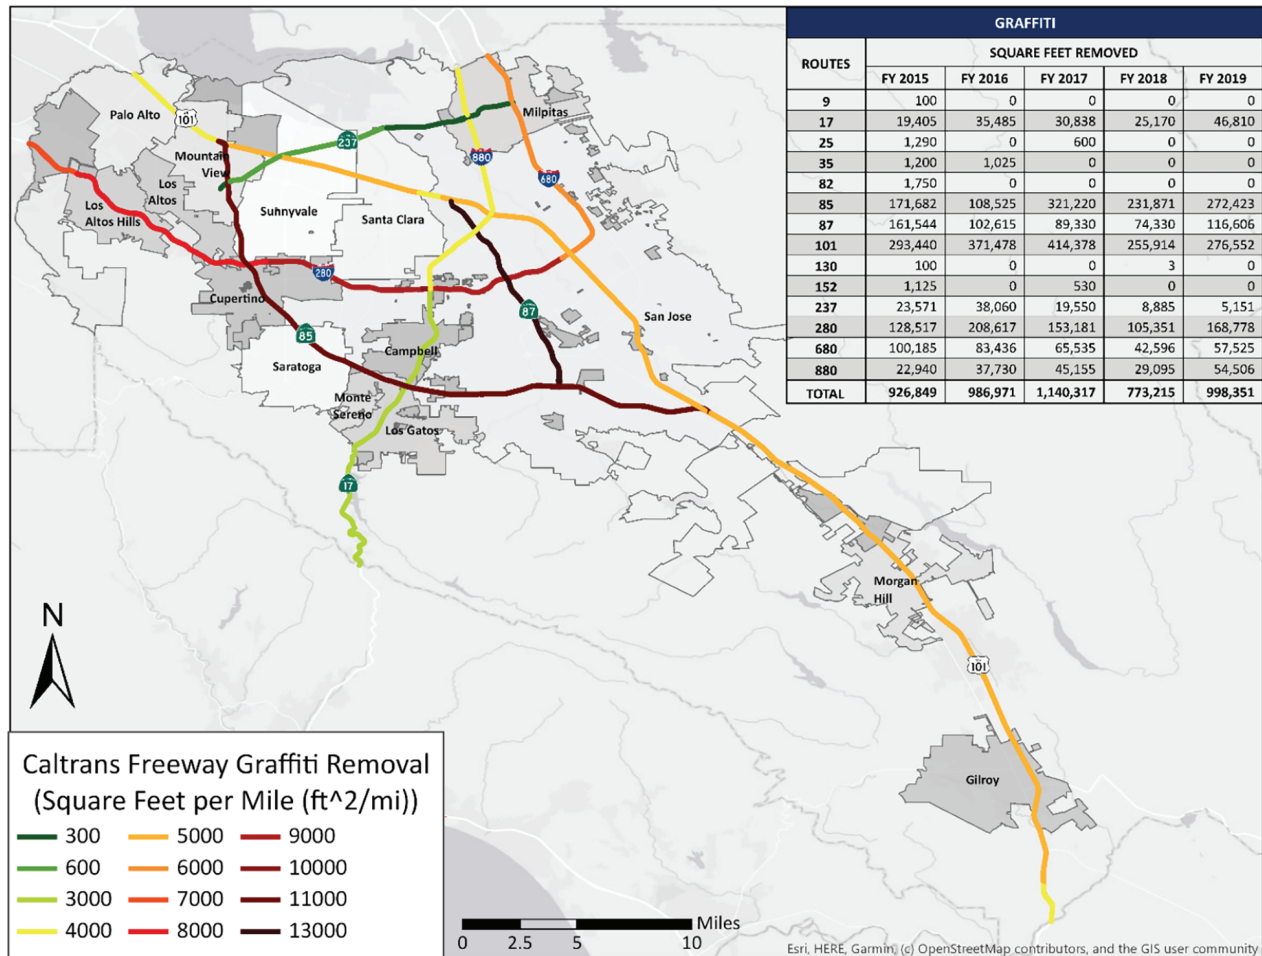 GRAFFITI
ROUTES
SQUARE FEET REMOVED
FY 2015 FY 2016 FY 2017 FY 2018 FY 2019
9 100 0 0 0 0
17 19,405 35,485 30,838 25,170 46,810
25 1,290 0 600 0 0
35 1,200 1,025 0 0 0
82 1,750 0 0 0 0
85 171,682 108,525 321,220 231,871 272,423
87 161,544 102,615 89,330 74,330 116,606
101 293,440 371,478 414,378 255,914 276,552
130 100 0 0 3 0
152 1,125 0 530 0 0
237 23,571 38,060 19,550 8,885 5,151
280 128,517 208,617 153,181 105,351 168,778
680 100,185 83,436 65,535 42,596 57,525
880 22,940 37,730 45,155 29,095 54,506
TOTAL 926,849 986,971 1,140,317 773,215 998,351
Palo Alto
101
Milpitas
237
Mountain
View
880
680
Los
Altos
Los
Altos Hills
Sunnyvale
Santa Clara
280
Cupertino
87
San Jose
85
Campbell
Saratoga
Monte
Sereno
Los Gatos
17
Morgan
Hill
101
Gilroy
N
Caltrans Freeway Graffiti Removal
(Square Feet per Mile (ft^2/mi))
300 5000 9000
600 6000 10000
3000 7000 11000
4000 8000 13000
Miles
0 2.5 5 10
Esri, HERE, Garmin, (c) OpenStreetMap contributors, and the GIS user community